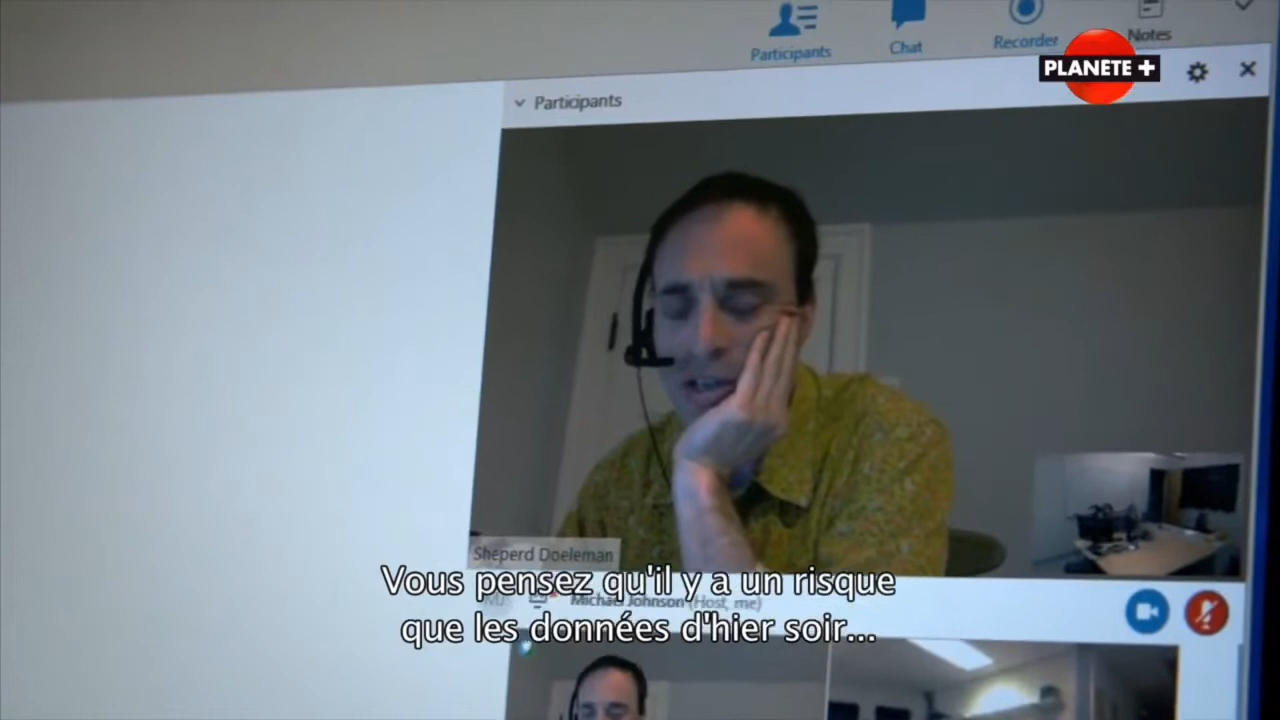 Participants
Chat
Recorder
Notes
PLANETE +
Participants
Sheperd Doeleman
Michael Johnson (Host, me)
Vous pensez qu'il y a un risque
que les données d'hier soir...